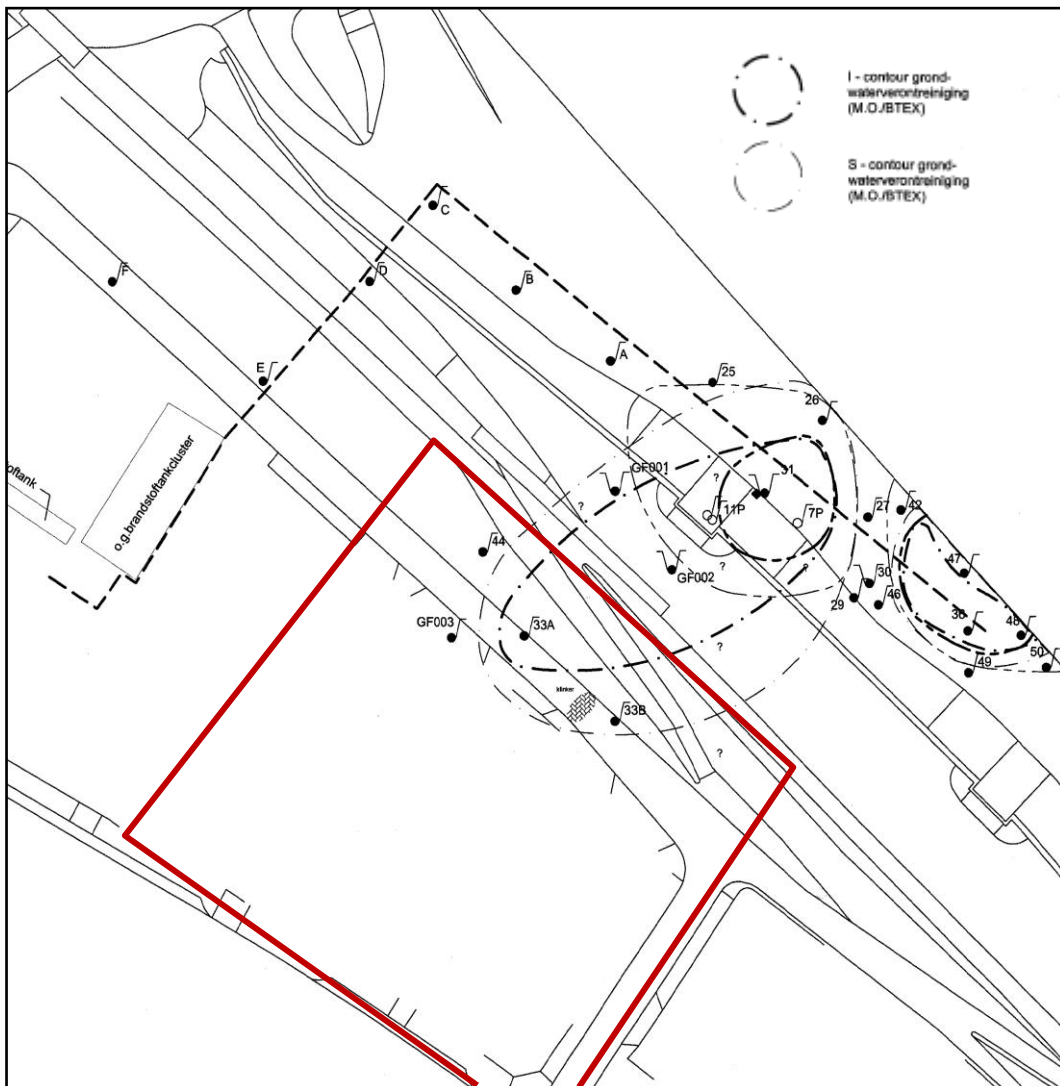 I - contour grond-
waterverontreiniging
(M.O./BTEX)
S - contour grond-
waterverontreiniging
(M.O./BTEX)
C
F
D
B
A
E
25
26
o.g.brandstoftankcluster
oftank
GF001
31
?
11P
7P
27
42
?
44
GF002
?
?
47
30
29
46
GF003
33A
36
48
?
50
49
klinker
33B
?